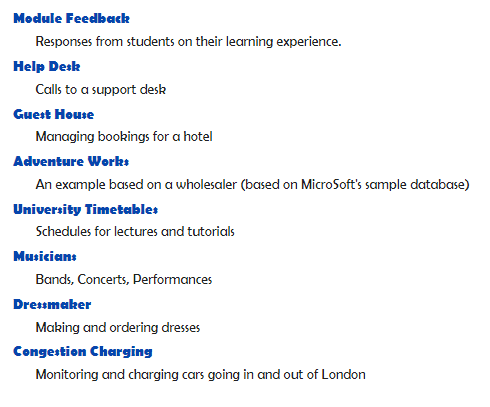 Module Feedback
Responses from students on their learning experience.
Help Desk
Calls to a support desk
Guest House
Managing bookings for a hotel
Adventure Works
An example based on a wholesaler (based on MicroSoft's sample database)
University Timetables
Schedules for lectures and tutorials
Musicians
Bands, Concerts, Performances
Dressmaker
Making and ordering dresses
Congestion Charging
Monitoring and charging cars going in and out of London